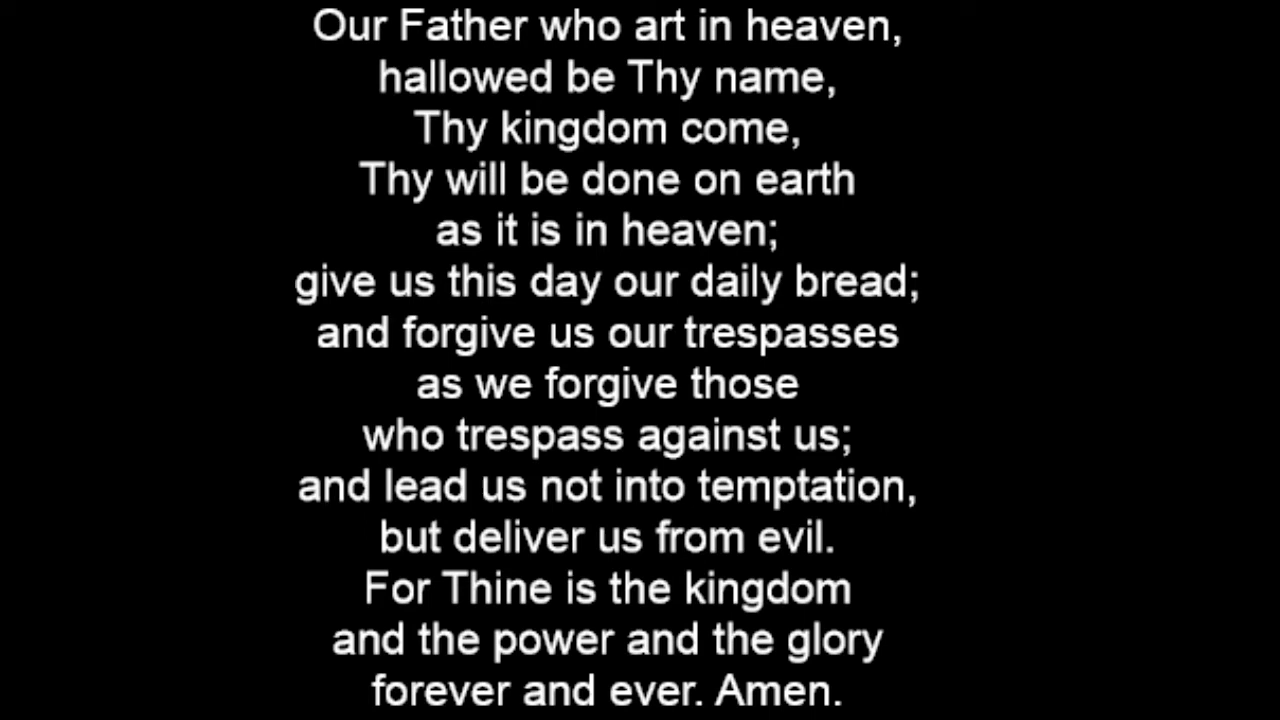 Our Father who art in heaven,
hallowed be Thy name,
Thy kingdom come,
Thy will be done on earth
as it is in heaven;
give us this day our daily bread;
and forgive us our trespasses
as we forgive those
who trespass against us;
and lead us not into temptation,
but deliver us from evil.
For Thine is the kingdom
and the power and the glory
forever and ever. Amen.